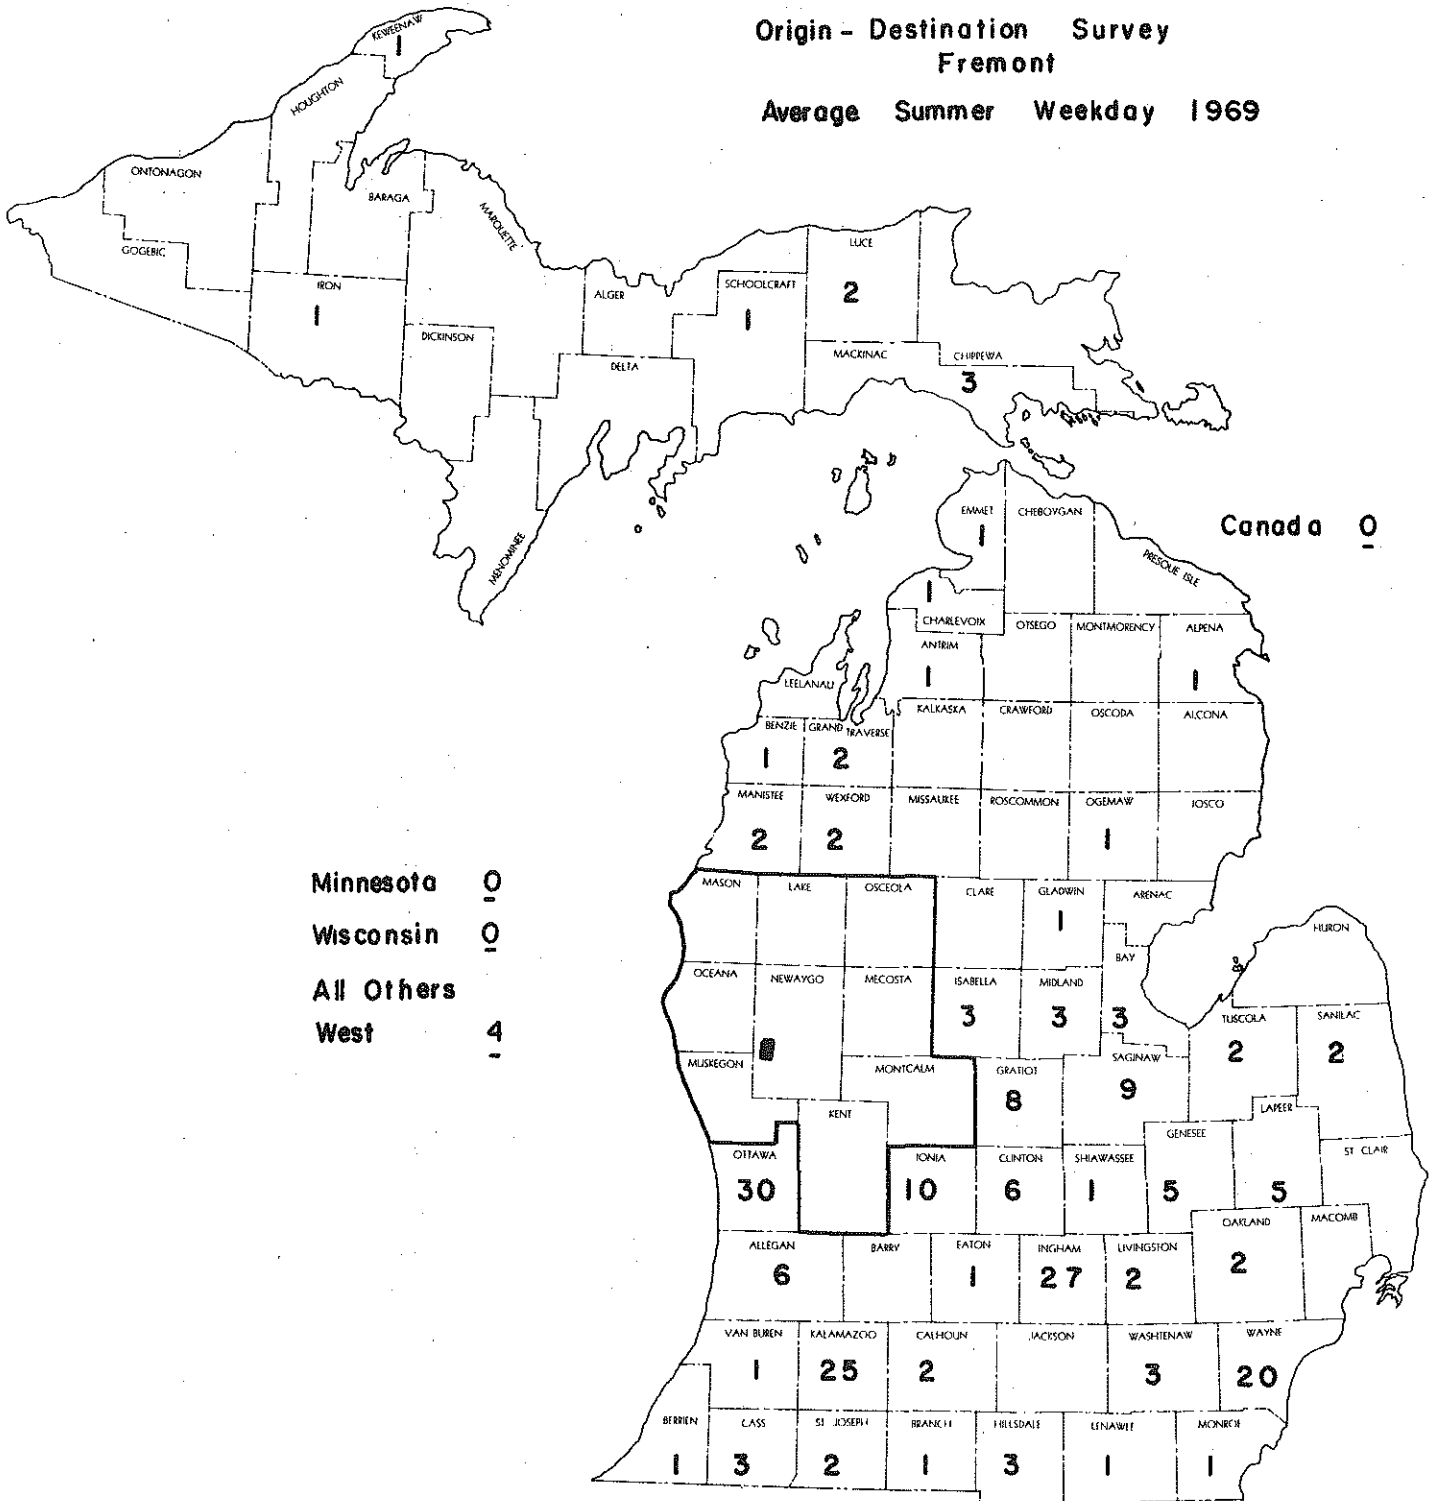 Origin - Destination Survey
Fremont
Average Summer Weekday 1969
KEWEENAW
1
HOUGHTON
ONTONAGON
BARAGA
MARQUETTE
GOGEBIC
LUCE
2
IRON
1
ALGER
SCHOOLCRAFT
1
DICKINSON
DELTA
MACKINAC
CHIPPEWA
3
MENOMINEE
EMMET
1
CHEBOYGAN
Canada 0
PRESQUE ISLE
1
CHARLEVOIX
OTSEGO
MONTMORENCY
ALPENA
1
ANTRIM
1
LEELANAU
KALKASKA
CRAWFORD
OSCODA
ALCONA
BENZIE
1
GRAND TRAVERSE
2
MANISTEE
2
WEXFORD
2
MISSAUKEE
ROSCOMMON
OGEMAW
1
IOSCO
Minnesota 0
Wisconsin 0
All Others
West 4
MASON
LAKE
OSCEOLA
CLARE
GLADWIN
1
ARENAC
HURON
BAY
3
OCEANA
NEWAYGO
MECOSTA
ISABELLA
3
MIDLAND
3
TUSCOLA
2
SANILAC
2
MUSKEGON
MONTCALM
GRATIOT
8
SAGINAW
9
KENT
LAPEER
5
GENESEE
5
ST CLAIR
OTTAWA
30
IONIA
10
CLINTON
6
SHIAWASSEE
1
OAKLAND
2
MACOMB
ALLEGAN
6
BARRY
EATON
1
INGHAM
27
LIVINGSTON
2
VAN BUREN
1
KALAMAZOO
25
CALHOUN
2
JACKSON
WASHTENAW
3
WAYNE
20
BERRIEN
1
CASS
3
ST JOSEPH
2
BRANCH
1
HILLSDALE
3
LENAWEE
1
MONROE
1